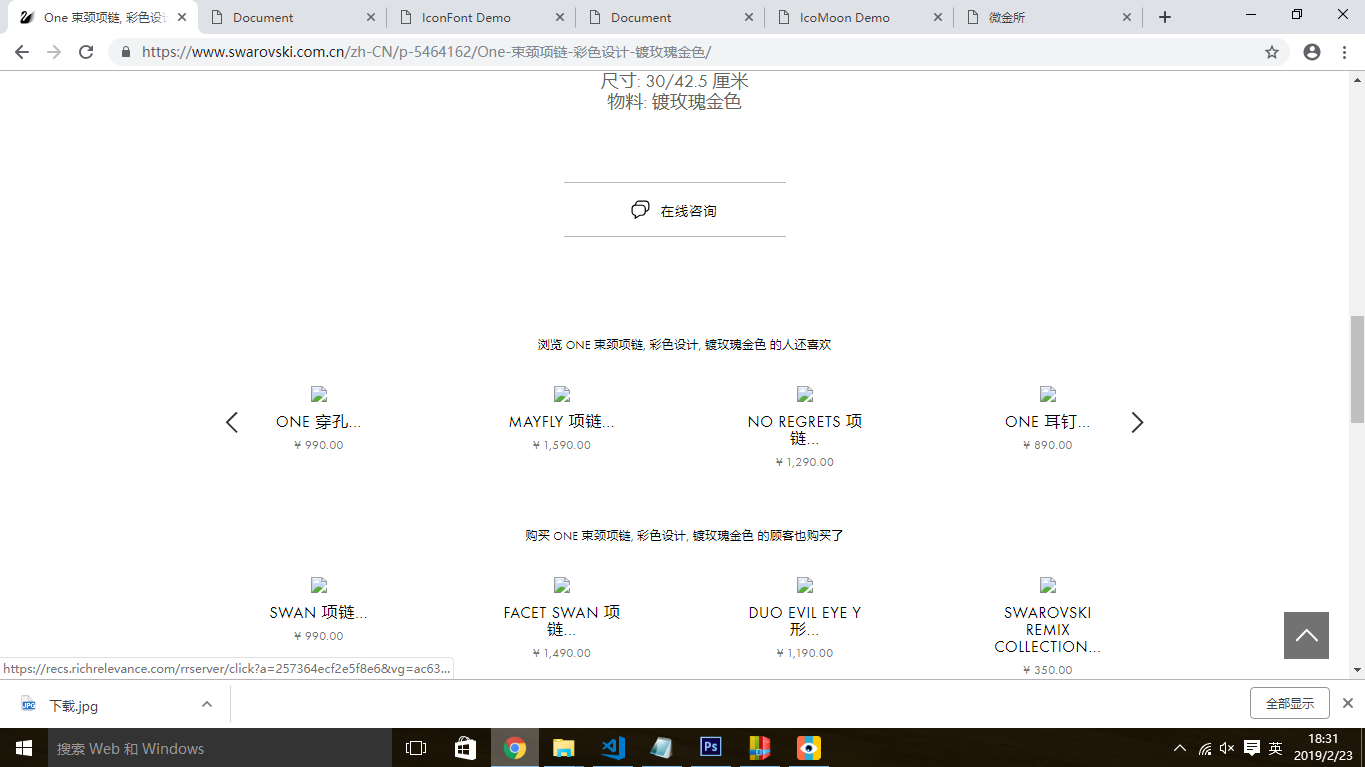 One 束颈项链, 彩色设计
Document
IconFont Demo
Document
IcoMoon Demo
微金所
https://www.swarovski.com.cn/zh-CN/p-5464162/One-束颈项链-彩色设计-镀玫瑰金色/
尺寸: 30/42.5 厘米
物料: 镀玫瑰金色
在线咨询
浏览 ONE 束颈项链, 彩色设计, 镀玫瑰金色 的人还喜欢
ONE 穿孔...
¥ 990.00
MAYFLY 项链...
¥ 1,590.00
NO REGRETS 项
链...
¥ 1,290.00
ONE 耳钉...
¥ 890.00
购买 ONE 束颈项链, 彩色设计, 镀玫瑰金色 的顾客也购买了
SWAN 项链...
¥ 990.00
FACET SWAN 项
链...
¥ 1,490.00
DUO EVIL EYE Y
形...
¥ 1,190.00
SWAROVSKI
REMIX
COLLECTION...
¥ 350.00
https://recs.richrelevance.com/rrserver/click?a=257364ecf2e5f8e6&vg=ac63...
JPG
下载.jpg
全部显示
搜索 Web 和 Windows
Ps
英
18:31
2019/2/23